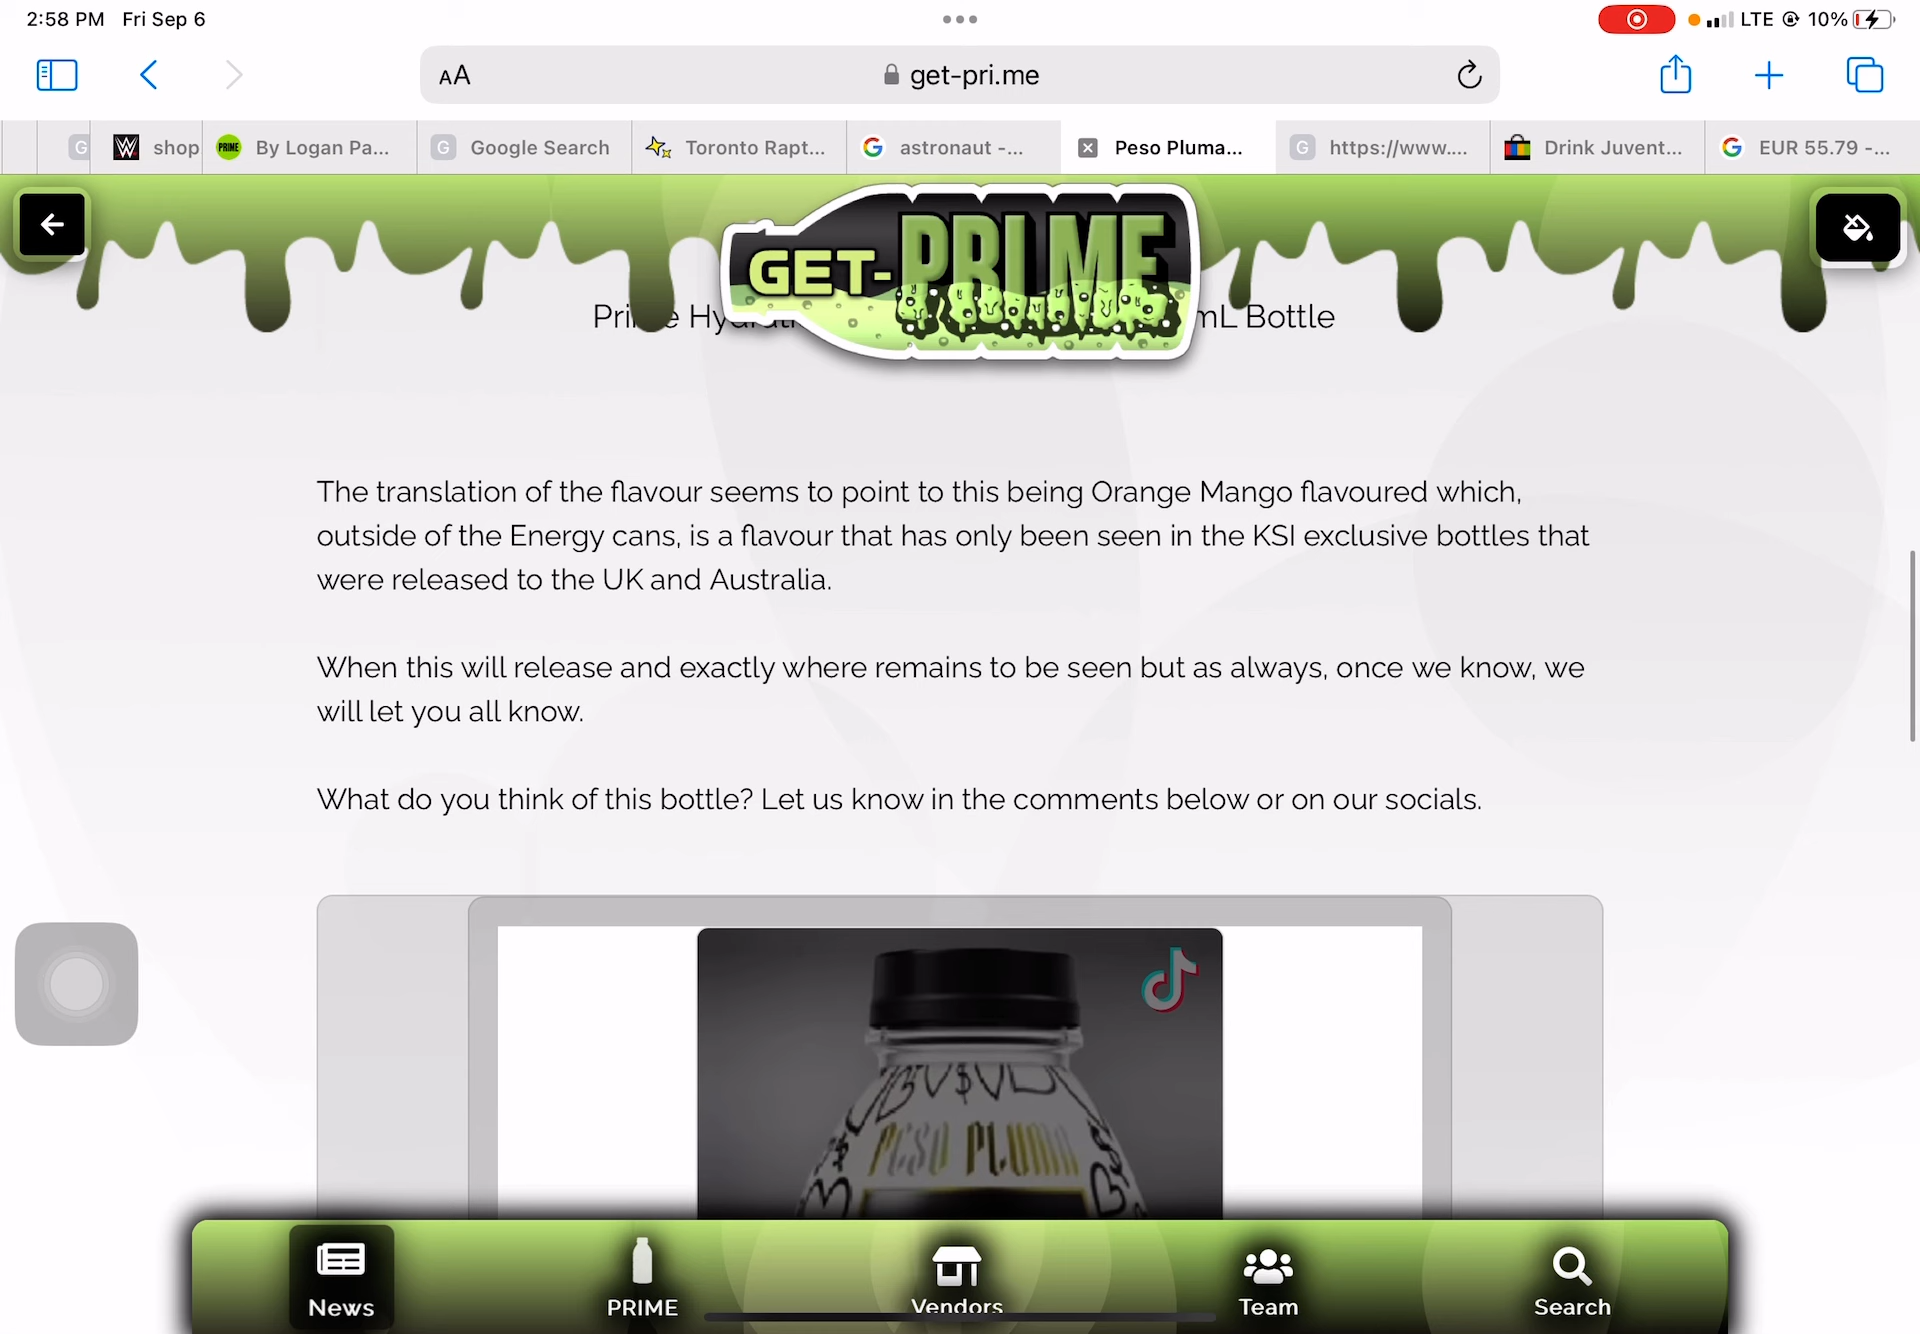 2:58 PM Fri Sep 6
LTE 10%
AA get-pri.me
G
W shop
PRIME By Logan Pa...
G Google Search
Toronto Rapt...
G astronaut -...
Peso Pluma...
G https://www....
Drink Juvent...
G EUR 55.79 -...
GET-PRI.ME
mL Bottle
The translation of the flavour seems to point to this being Orange Mango flavoured which,
outside of the Energy cans, is a flavour that has only been seen in the KSI exclusive bottles that
were released to the UK and Australia.
When this will release and exactly where remains to be seen but as always, once we know, we
will let you all know.
What do you think of this bottle? Let us know in the comments below or on our socials.
PESO PLUMA
News
PRIME
Vendors
Team
Search